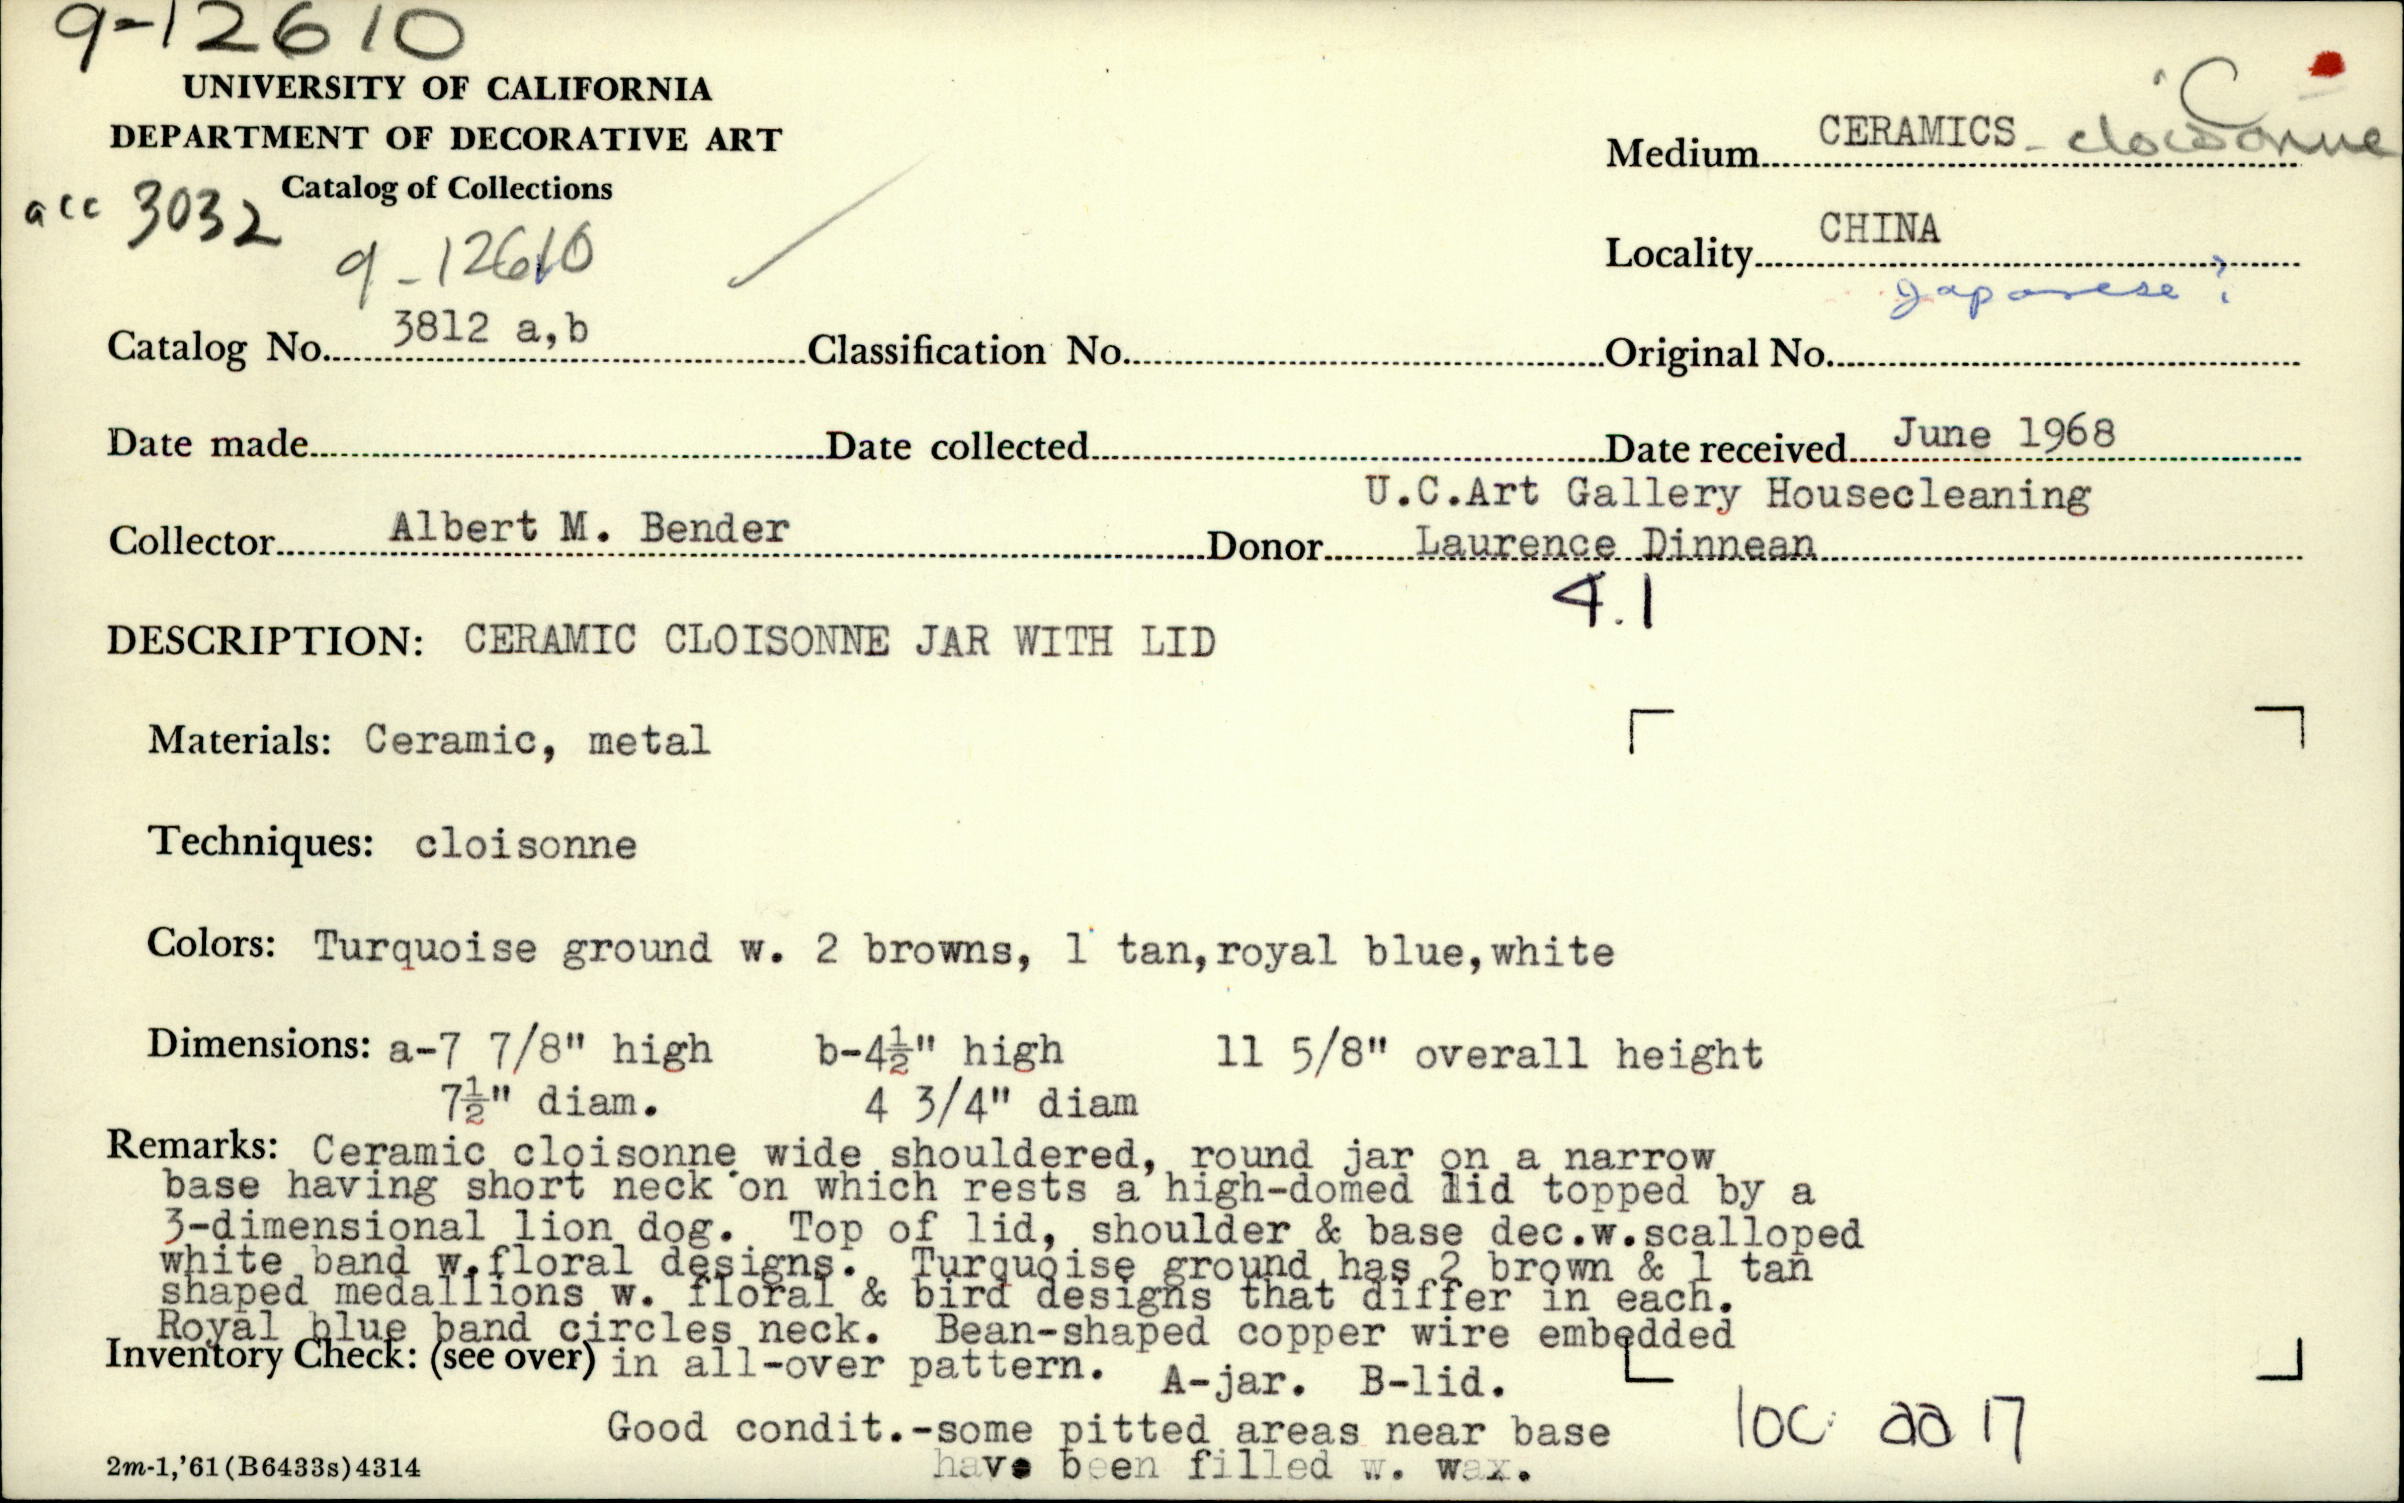 9-12610
UNIVERSITY OF CALIFORNIA
DEPARTMENT OF DECORATIVE ART
Catalog of Collections
acc 3032
9-12610
C
Medium CERAMICS - cloisonne
Locality CHINA
Japanese?
Catalog No. 3812 a,b Classification No. Original No.
Date made Date collected Date received June 1968
U.C.Art Gallery Housecleaning
Collector Albert M. Bender Donor Laurence Dinnean
4.1
DESCRIPTION: CERAMIC CLOISONNE JAR WITH LID
Materials: Ceramic, metal
Techniques: cloisonne
Colors: Turquoise ground w. 2 browns, 1 tan,royal blue,white
Dimensions: a-7 7/8" high b-4½" high 11 5/8" overall height
7½" diam. 4 3/4" diam
Remarks: Ceramic cloisonne wide shouldered, round jar on a narrow
base having short neck on which rests a high-domed lid topped by a
3-dimensional lion dog. Top of lid, shoulder & base dec.w.scalloped
white band w.floral designs. Turquoise ground has 2 brown & 1 tan
shaped medallions w. floral & bird designs that differ in each.
Royal blue band circles neck. Bean-shaped copper wire embedded
Inventory Check: (see over) in all-over pattern. A-jar. B-lid.
Good condit.-some pitted areas near base
have been filled w. wax.
loc aa 17
2m-1,'61(B6433s)4314